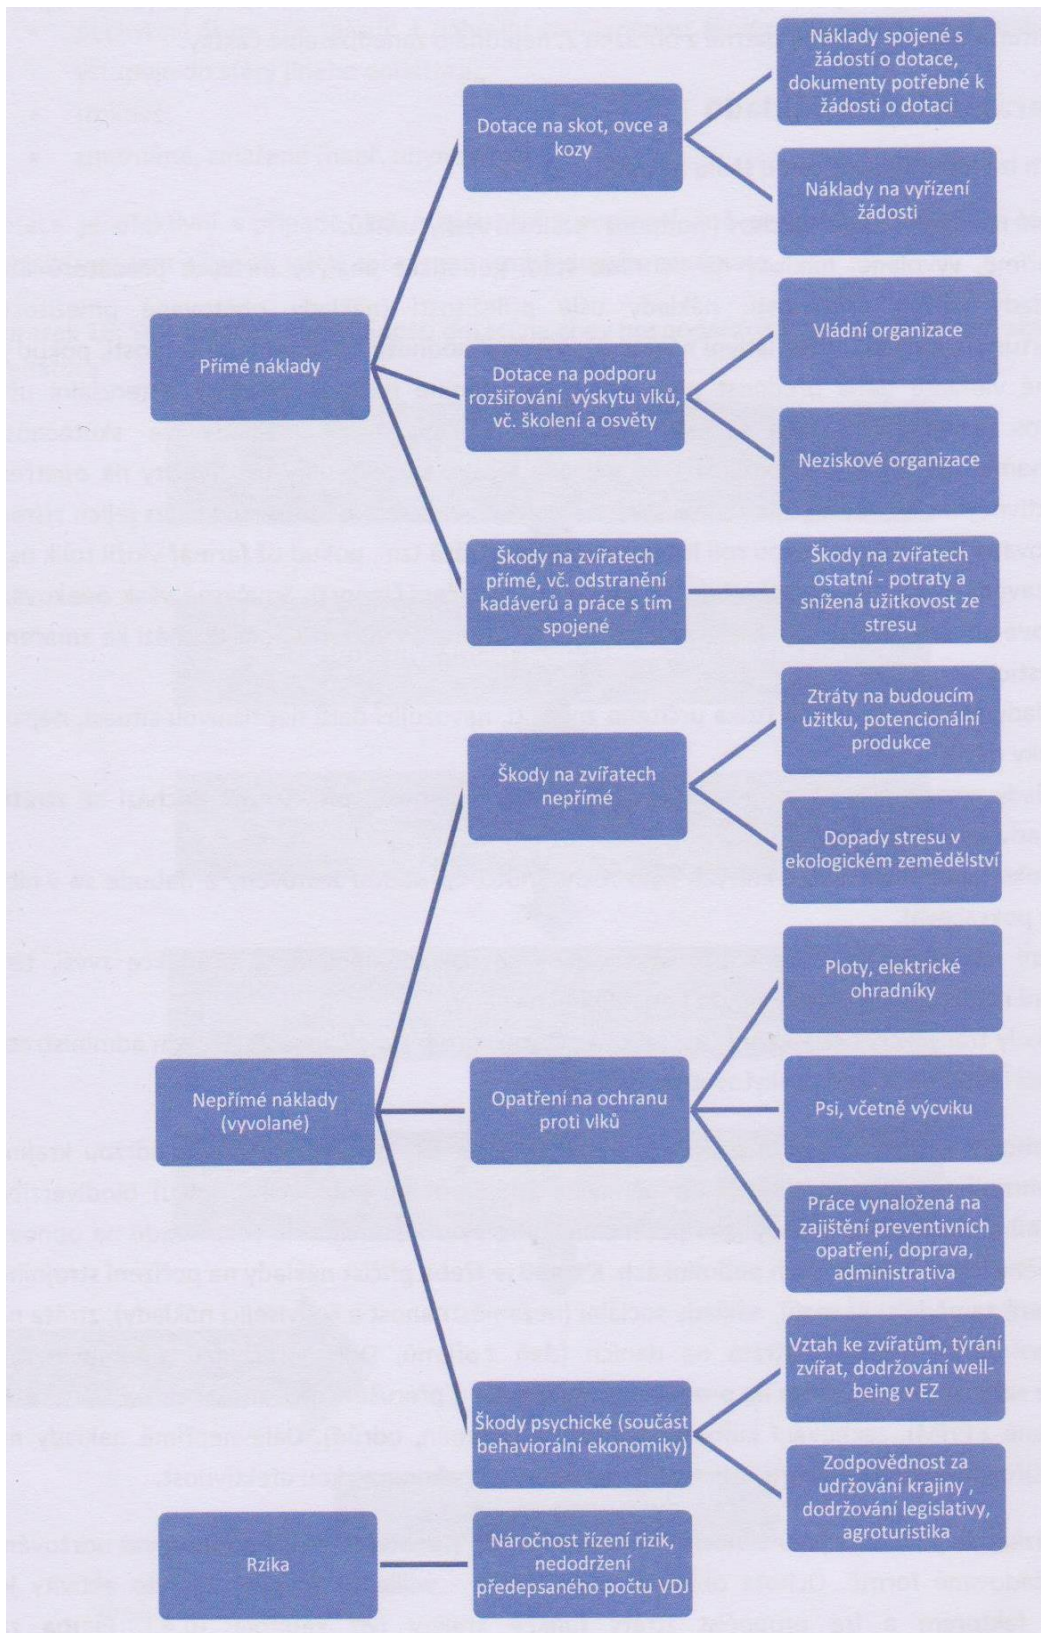 Náklady spojené s
žádostí o dotace,
dokumenty potřebné k
žádosti o dotaci
Dotace na skot, ovce a
kozy
Náklady na vyřízení
žádosti
Přímé náklady
Vládní organizace
Dotace na podporu
rozšiřování výskytu vlků,
vč. školení a osvěty
Neziskové organizace
Škody na zvířatech
přímé, vč. odstranění
kadáverů a práce s tím
spojené
Škody na zvířatech
ostatní - potraty a
snížená užitkovost ze
stresu
Ztráty na budoucím
užitku, potencionální
produkce
Škody na zvířatech
nepřímé
Dopady stresu v
ekologickém zemědělství
Ploty, elektrické
ohradníky
Nepřímé náklady
(vyvolané)
Opatření na ochranu
proti vlků
Psi, včetně výcviku
Práce vynaložená na
zajištění preventivních
opatření, doprava,
administrativa
Vztah ke zvířatům, týrání
zvířat, dodržování well-
being v EZ
Škody psychické (součást
behaviorální ekonomiky)
Zodpovědnost za
udržování krajiny ,
dodržování legislativy,
agroturistika
Rzika
Náročnost řízení rizik,
nedodržení
předepsaného počtu VDJ